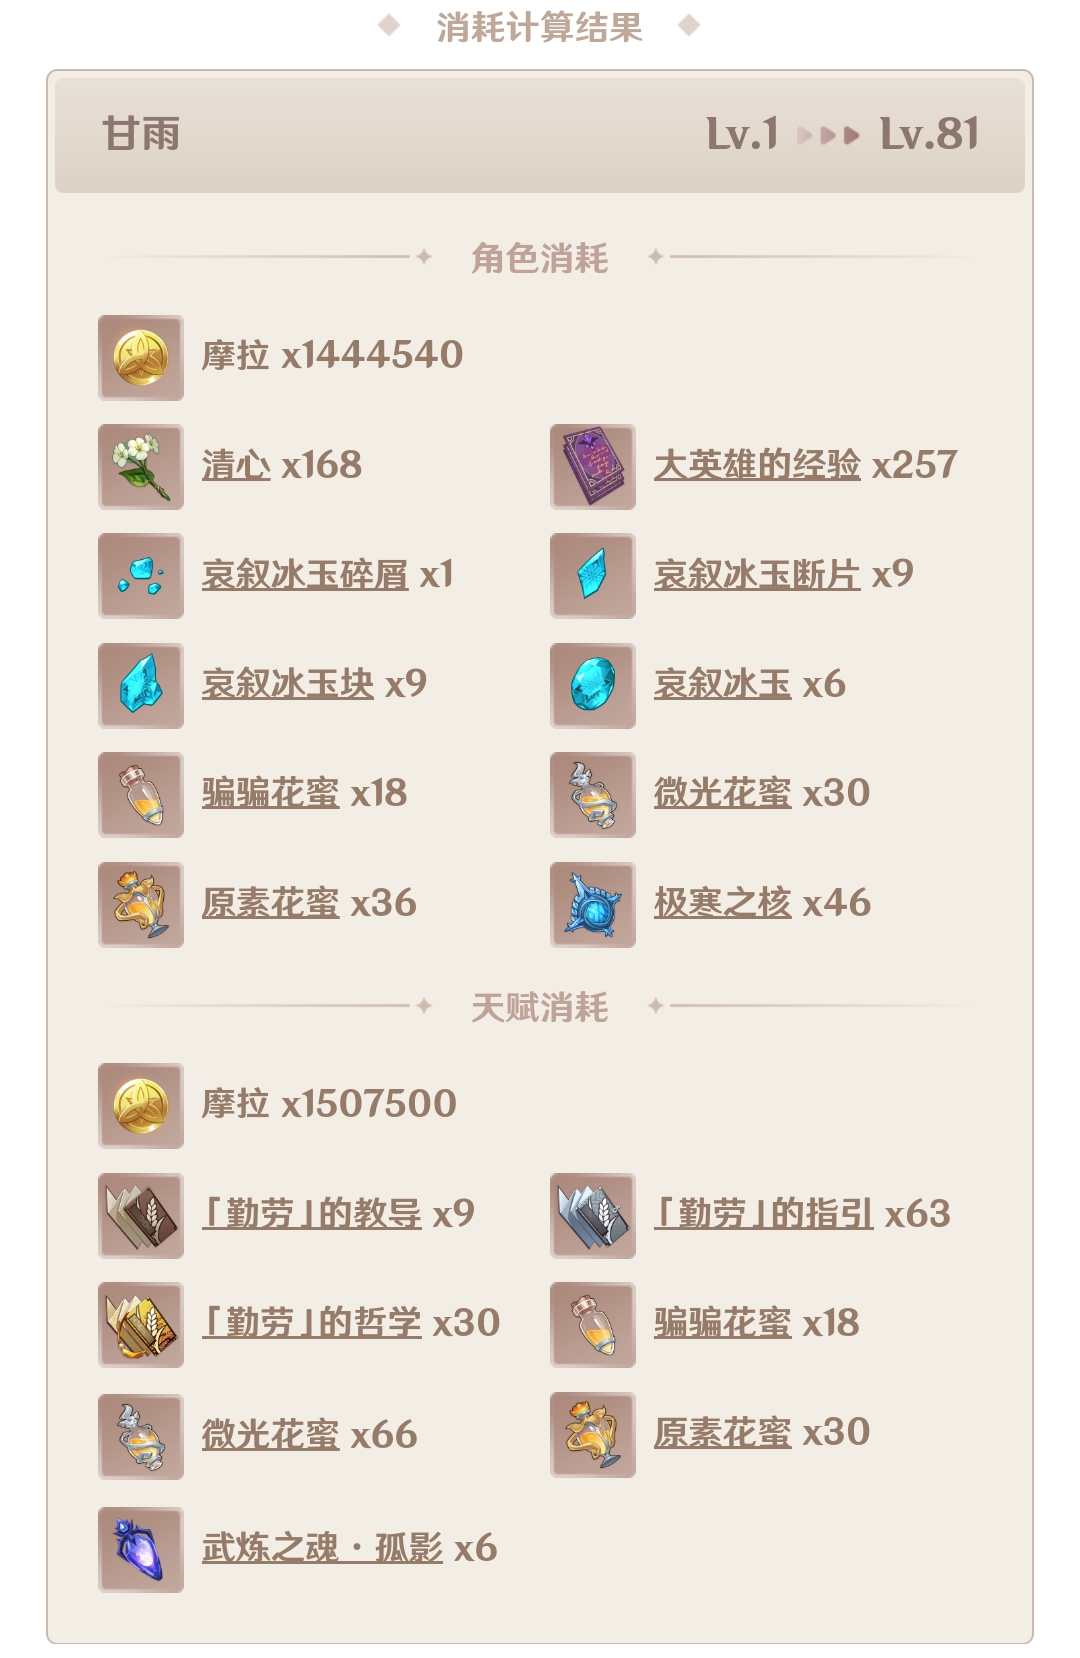 消耗计算结果
甘雨 Lv.1 Lv.81
角色消耗
摩拉 x1444540
清心 x168 大英雄的经验 x257
哀叙冰玉碎屑 x1 哀叙冰玉断片 x9
哀叙冰玉块 x9 哀叙冰玉 x6
骗骗花蜜 x18 微光花蜜 x30
原素花蜜 x36 极寒之核 x46
天赋消耗
摩拉 x1507500
「勤劳」的教导 x9 「勤劳」的指引 x63
「勤劳」的哲学 x30 骗骗花蜜 x18
微光花蜜 x66 原素花蜜 x30
武炼之魂·孤影 x6